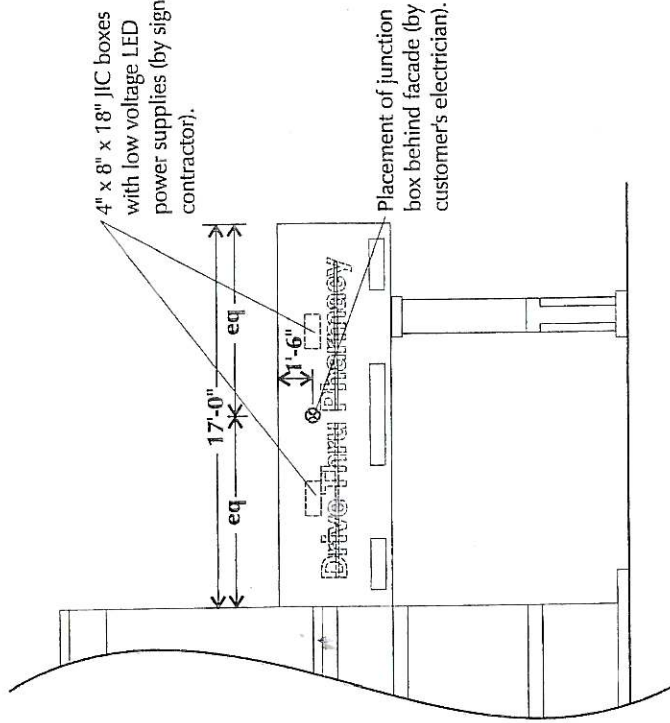 4" x 8" x 18" JIC boxes
with low voltage LED
power supplies (by sign
contractor).
17'-0"
eq
eq
1'-6"
Drive-Thru Pharmacy
Placement of junction
box behind facade (by
customer's electrician).